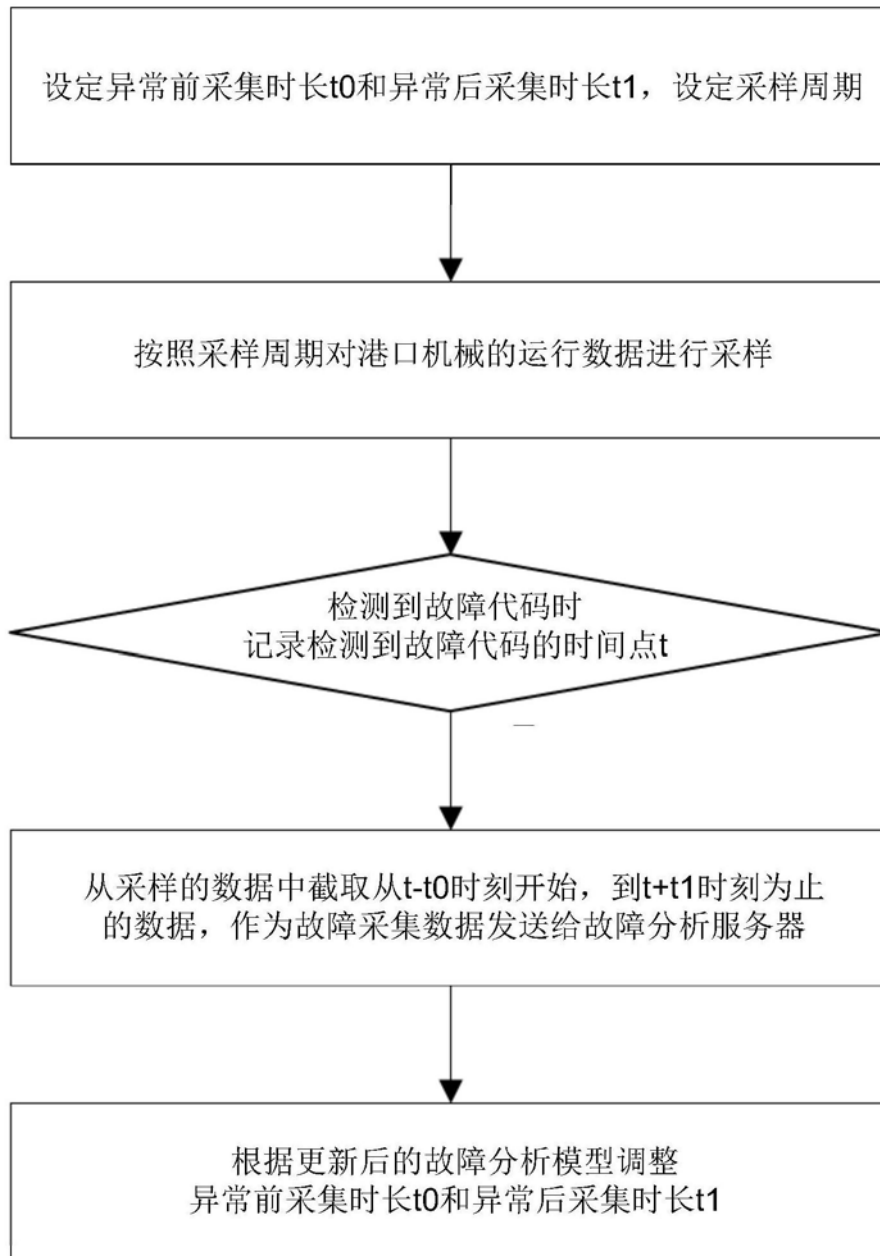 设定异常前采集时长t0和异常后采集时长t1，设定采样周期
按照采样周期对港口机械的运行数据进行采样
检测到故障代码时
记录检测到故障代码的时间点t
从采样的数据中截取从t-t0时刻开始，到t+t1时刻为止
的数据，作为故障采集数据发送给故障分析服务器
根据更新后的故障分析模型调整
异常前采集时长t0和异常后采集时长t1